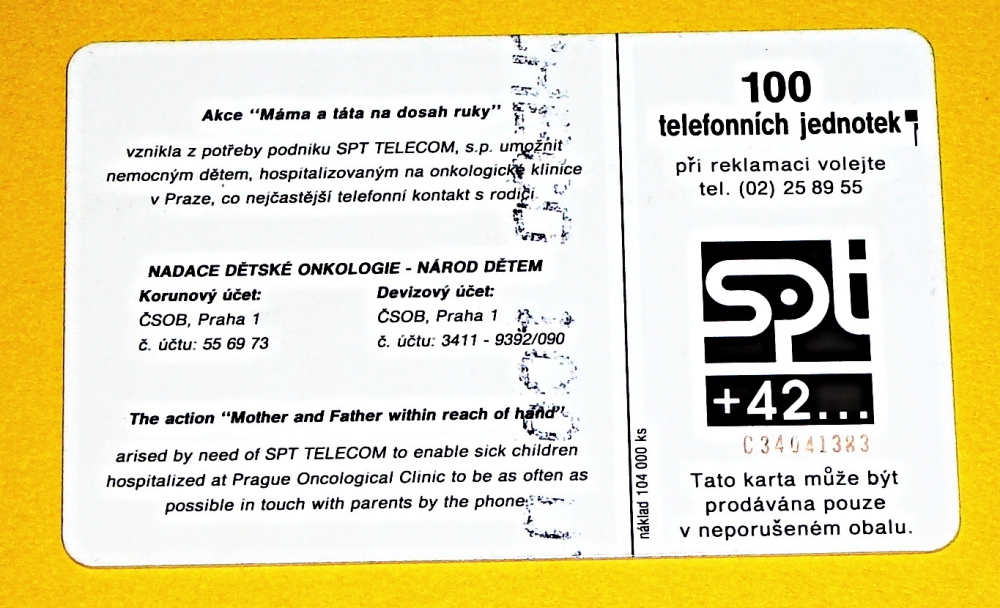 Akce "Máma a táta na dosah ruky"
vznikla z potřeby podniku SPT TELECOM, s.p. umožnit
nemocným dětem, hospitalizovaným na onkologické klinice
v Praze, co nejčastější telefonní kontakt s rodiči.
NADACE DĚTSKÉ ONKOLOGIE - NÁROD DĚTEM
Korunový účet:
ČSOB, Praha 1
č. účtu: 55 69 73
Devizový účet:
ČSOB, Praha 1
č. účtu: 3411 - 9392/090
The action "Mother and Father within reach of hand"
arised by need of SPT TELECOM to enable sick children
hospitalized at Prague Oncological Clinic to be as often as
possible in touch with parents by the phone.
náklad 104 000 ks
100
telefonních jednotek
při reklamaci volejte
tel. (02) 25 89 55
spt
+42...
C34041383
Tato karta může být
prodávána pouze
v neporušeném obalu.